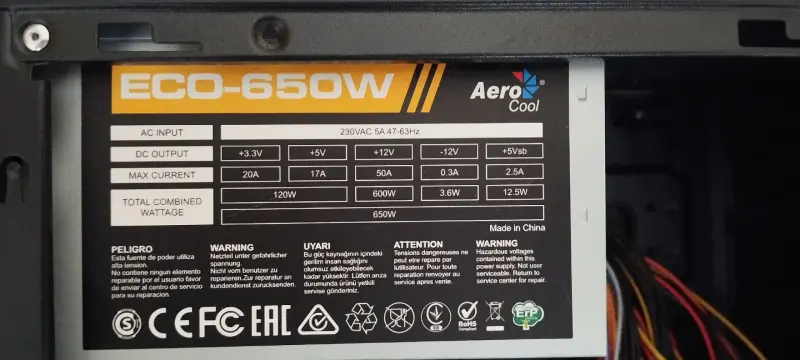 ECO-650W
Aero Cool ®
AC INPUT 230VAC 5A 47-63Hz
DC OUTPUT +3.3V +5V +12V -12V +5Vsb
MAX CURRENT 20A 17A 50A 0.3A 2.5A
TOTAL COMBINED WATTAGE 120W 600W 3.6W 12.5W
650W
Made in China
PELIGRO
Esta fuente de poder utiliza
alta tension.
No contiene ningun elemento
reparable por el usuario favor
de enviar al centro de servicio
para su reparacion.
WARNING
Netzteil unter gefahrlicher
spannung.
Nicht vom benutzer zu
reparieren.Zur reparatur an
kundendienst zurucksenden.
UYARI
Bu güç kaynağının içindeki
gerilim insan sağlığını
olumsuz etkileyebilecek
kadar yüksektir. Lütfen arıza
durumunda ürünü yetkili
servise gönderiniz.
ATTENTION
Tensions dangereuses ne
peut etre repare par
l'utilisateur. Pour toute
reparation renvoyer au
service apres vente.
WARNING
Hazardous voltages
contained within this
power supply. Not user
serviceable. Return to
service center for repair.
S CE FC EAC RoHS
Compliant
ErP